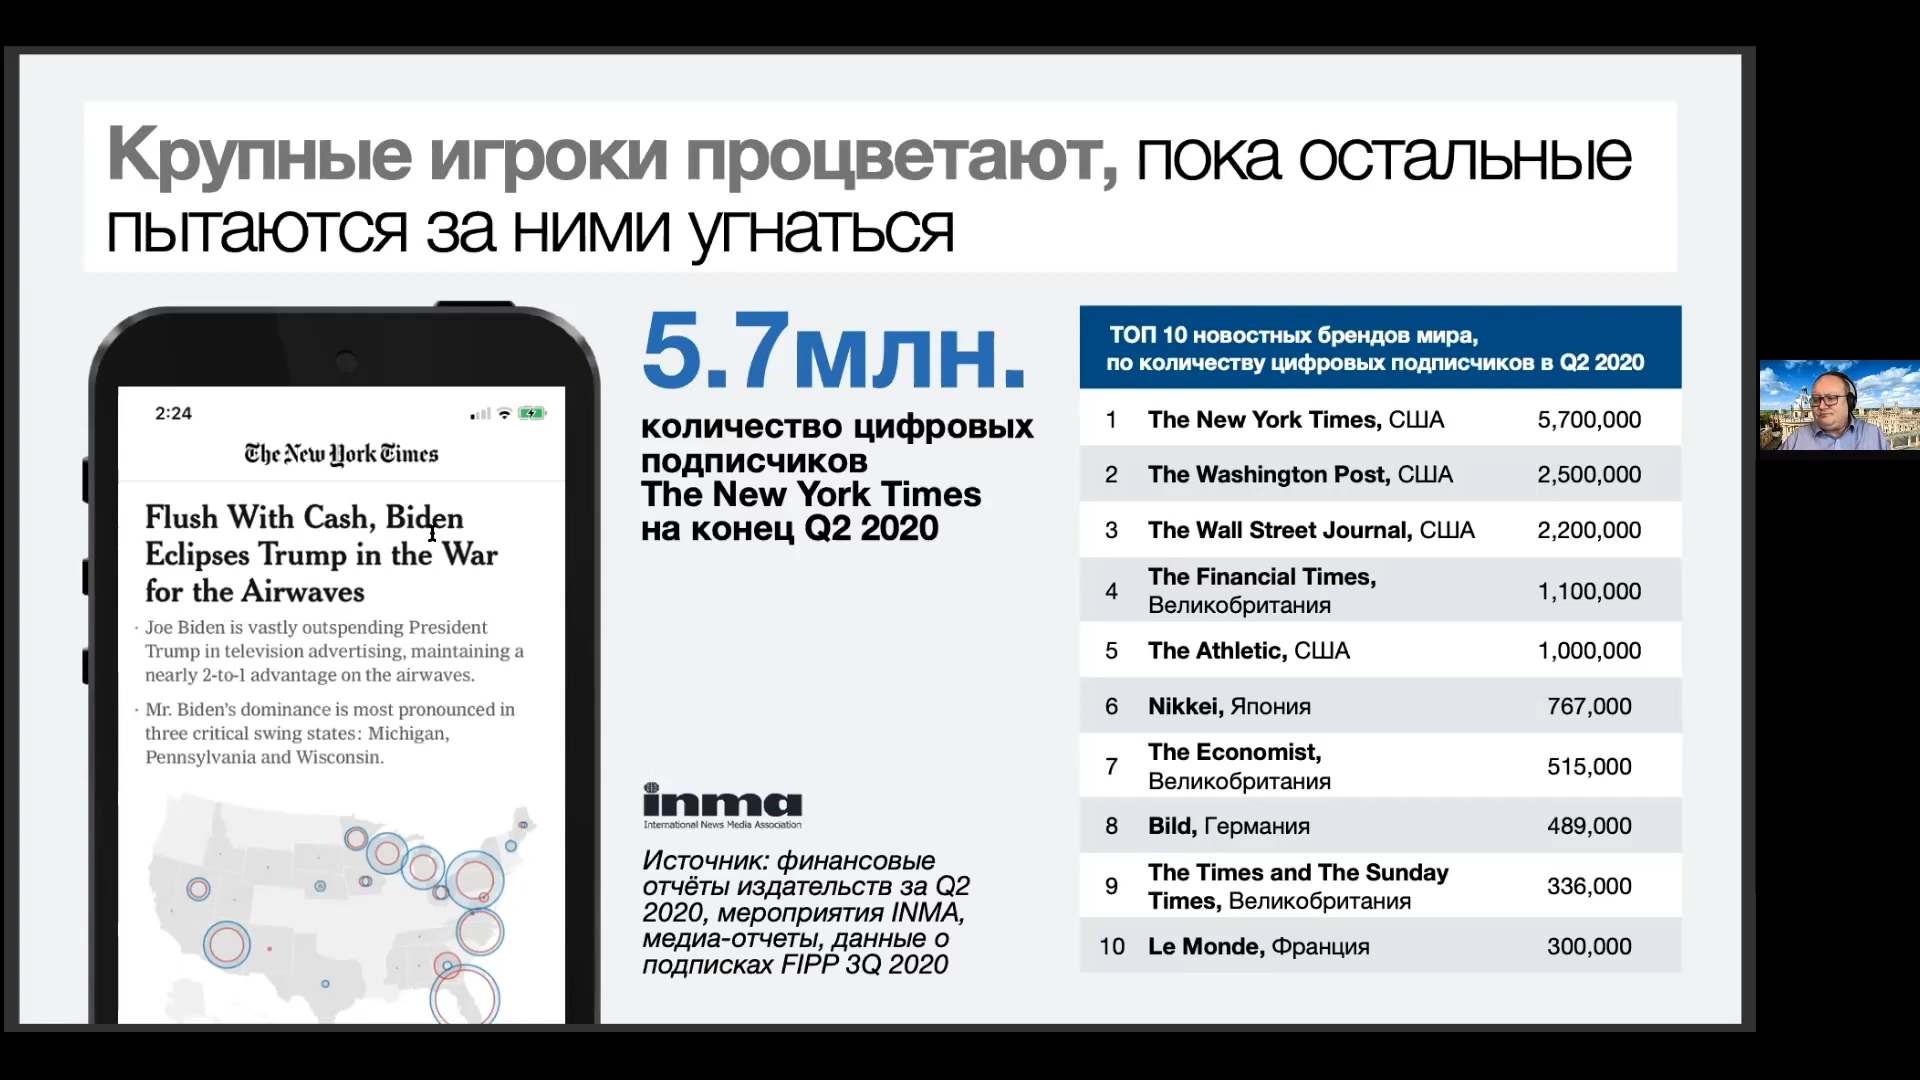 Крупные игроки процветают, пока остальные
пытаются за ними угнаться
2:24
The New York Times
Flush With Cash, Biden
Eclipses Trump in the War
for the Airwaves
· Joe Biden is vastly outspending President
Trump in television advertising, maintaining a
nearly 2-to-1 advantage on the airwaves.
· Mr. Biden's dominance is most pronounced in
three critical swing states: Michigan,
Pennsylvania and Wisconsin.
5.7млн.
количество цифровых
подписчиков
The New York Times
на конец Q2 2020
inma
International News Media Association
Источник: финансовые
отчёты издательств за Q2
2020, мероприятия INMA,
медиа-отчеты, данные о
подписках FIPP 3Q 2020
ТОП 10 новостных брендов мира,
по количеству цифровых подписчиков в Q2 2020
1 The New York Times, США 5,700,000
2 The Washington Post, США 2,500,000
3 The Wall Street Journal, США 2,200,000
4 The Financial Times, Великобритания 1,100,000
5 The Athletic, США 1,000,000
6 Nikkei, Япония 767,000
7 The Economist, Великобритания 515,000
8 Bild, Германия 489,000
9 The Times and The Sunday Times, Великобритания 336,000
10 Le Monde, Франция 300,000